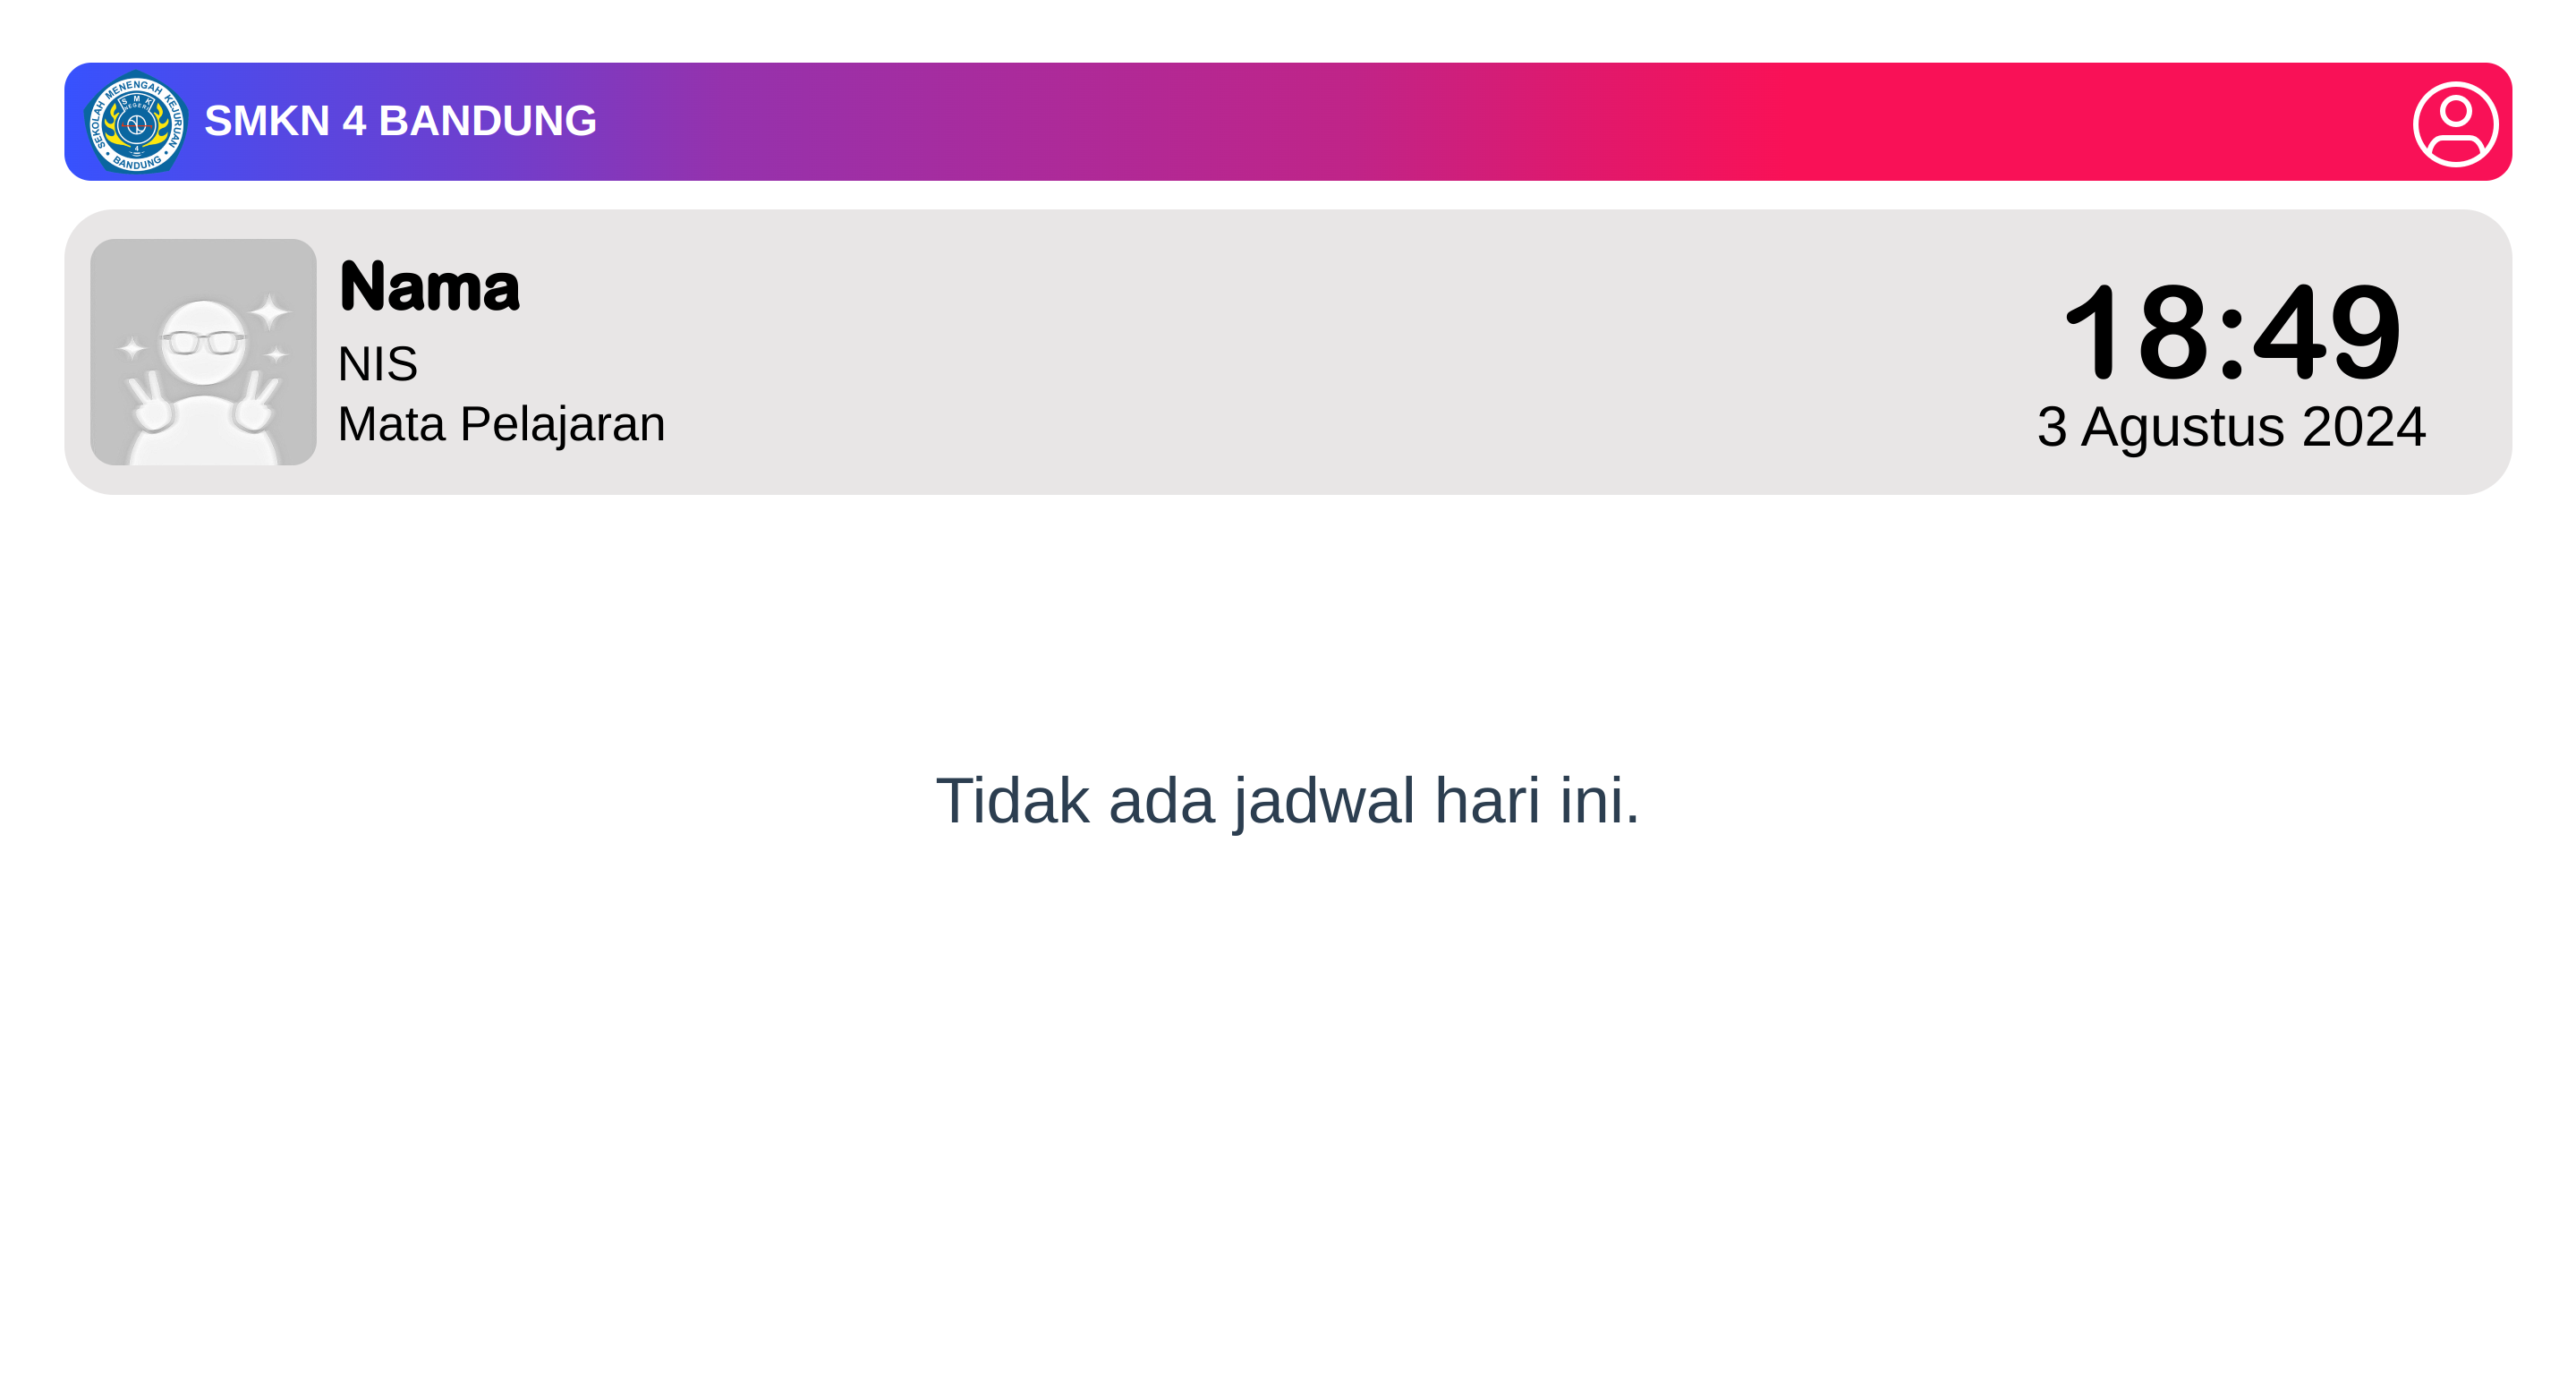 SEKOLAH MENENGAH KEJURUAN
SMK
NEGERI
4
BANDUNG
SMKN 4 BANDUNG
Nama
NIS
Mata Pelajaran
18:49
3 Agustus 2024
Tidak ada jadwal hari ini.